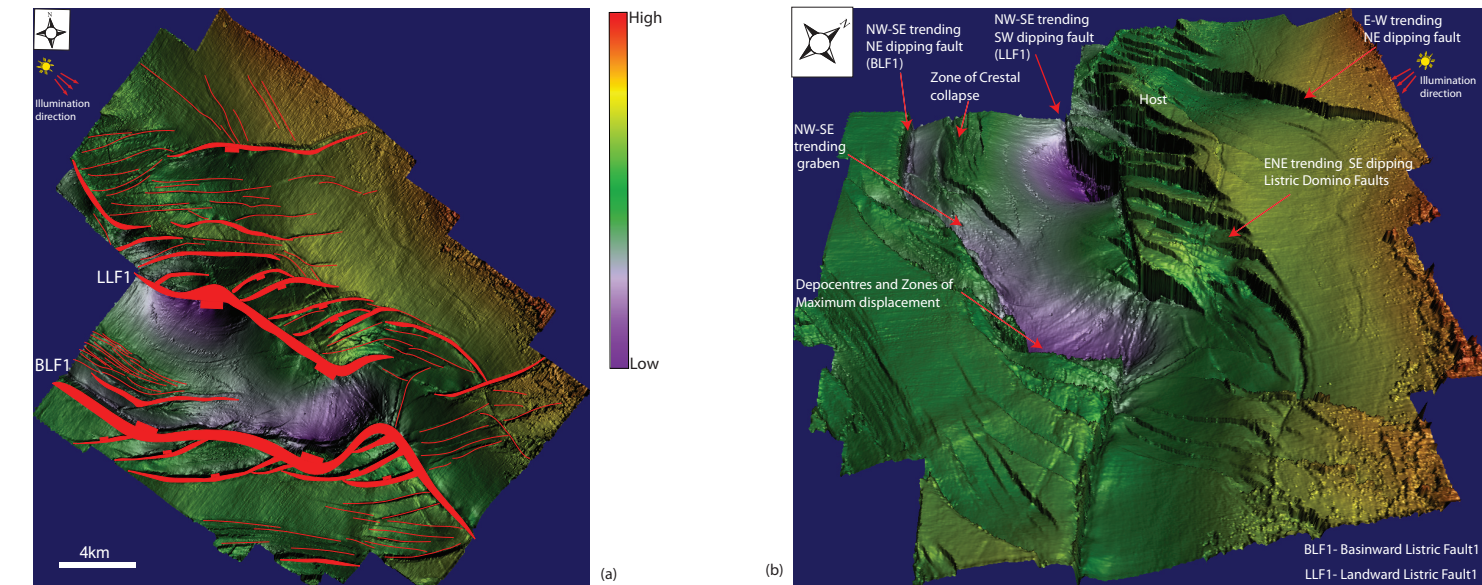 High
Illumination
direction
LLF1
BLF1
Low
4km
(a)
N
NW-SE trending
NE dipping fault
(BLF1)
NW-SE trending
SW dipping fault
(LLF1)
E-W trending
NE dipping fault
Zone of Crestal
collapse
Host
Illumination
direction
NW-SE
trending
graben
ENE trending SE dipping
Listric Domino Faults
Depocentres and Zones of
Maximum displacement
BLF1- Basinward Listric Fault1
(b)
LLF1- Landward Listric Fault1